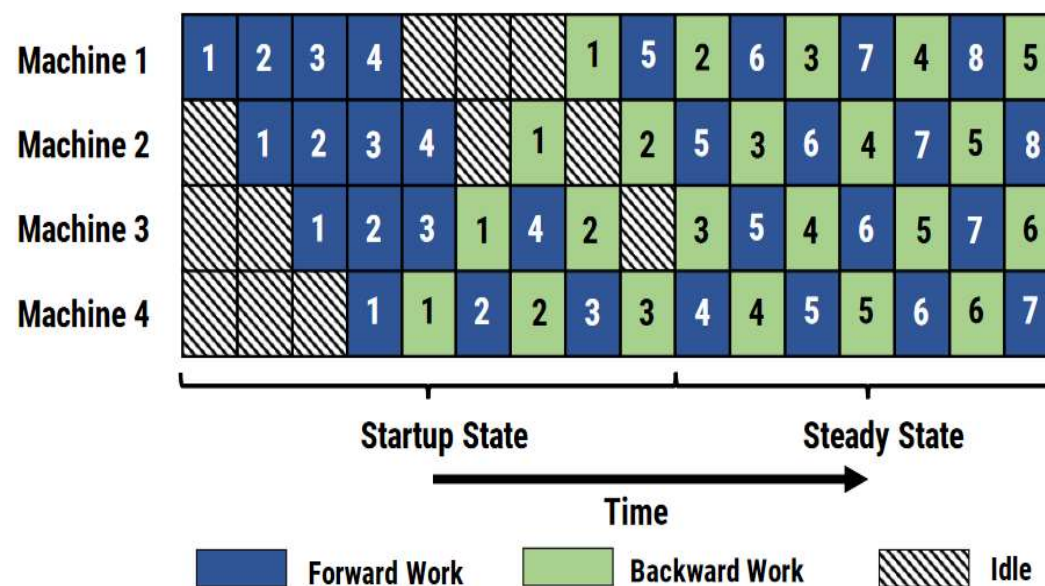 Machine 1 1 2 3 4 1 5 2 6 3 7 4 8 5
Machine 2 1 2 3 4 1 2 5 3 6 4 7 5 8
Machine 3 1 2 3 1 4 2 3 5 4 6 5 7 6
Machine 4 1 1 2 2 3 3 4 4 5 5 6 6 7
Startup State Steady State
Time
Forward Work Backward Work Idle